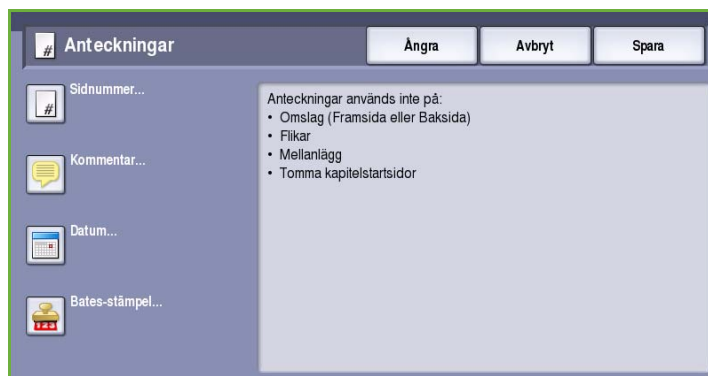 Anteckningar
Ångra
Avbryt
Spara
Sidnummer...
Kommentar...
Datum...
Bates-stämpel...
Anteckningar används inte på:
• Omslag (Framsida eller Baksida)
• Flikar
• Mellanlägg
• Tomma kapitelstartsidor